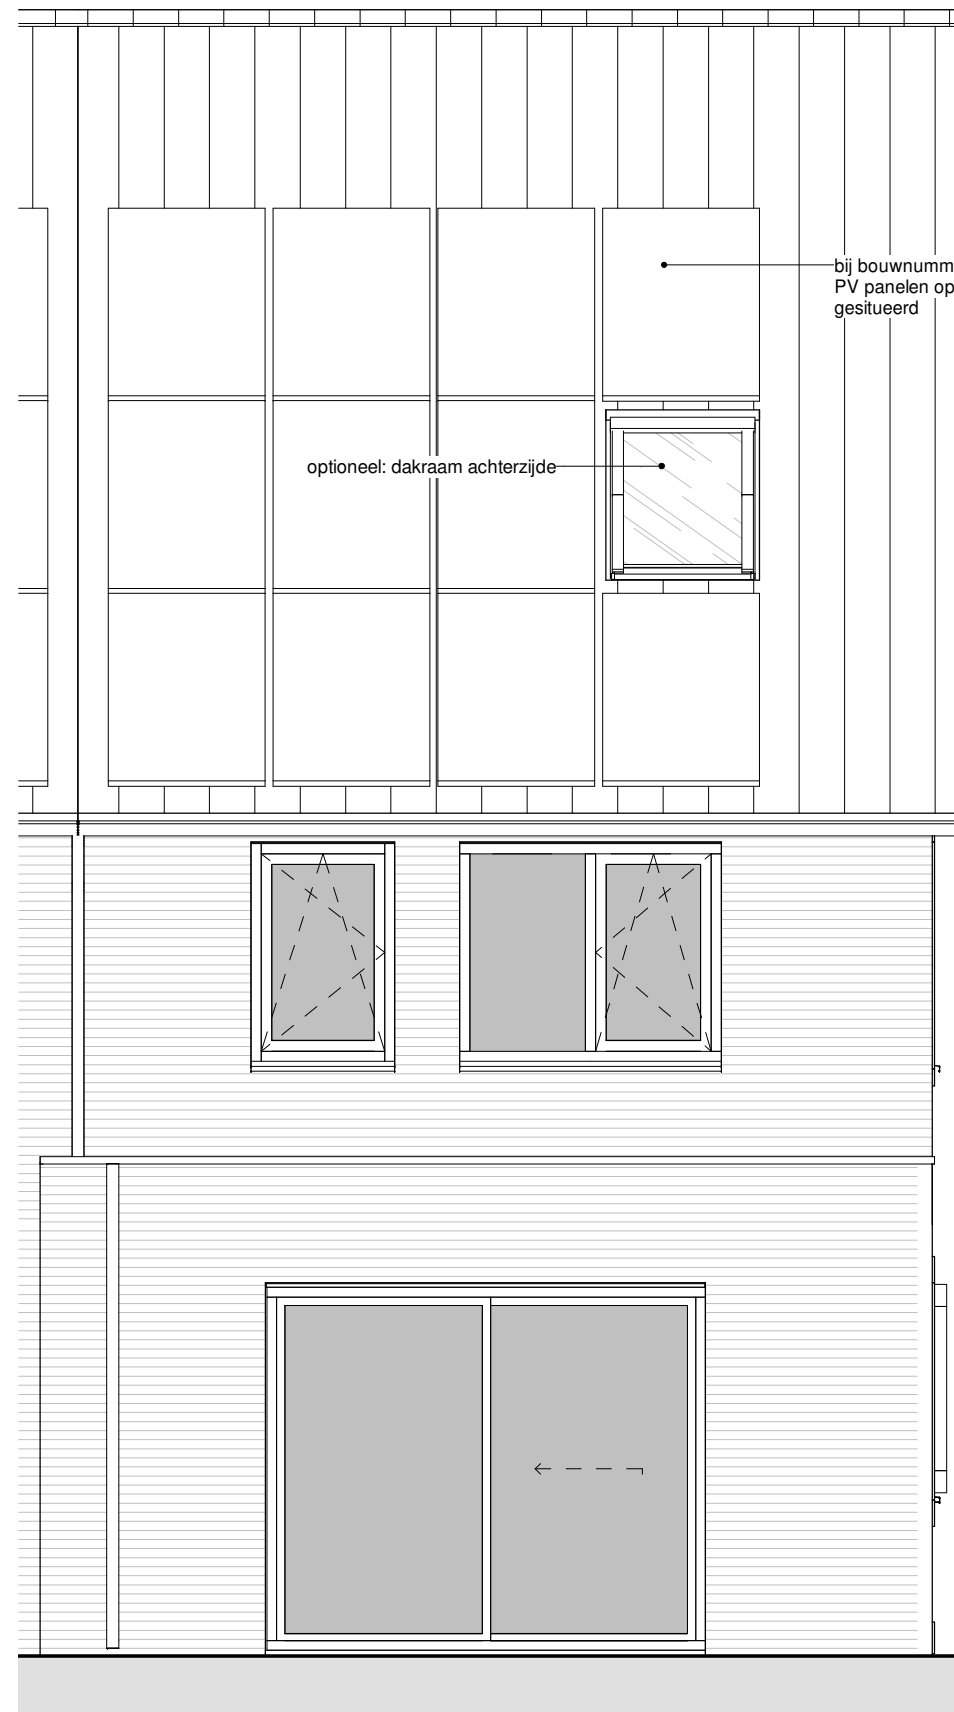 bij bouwnumm
PV panelen op
gesitueerd
optioneel: dakraam achterzijde